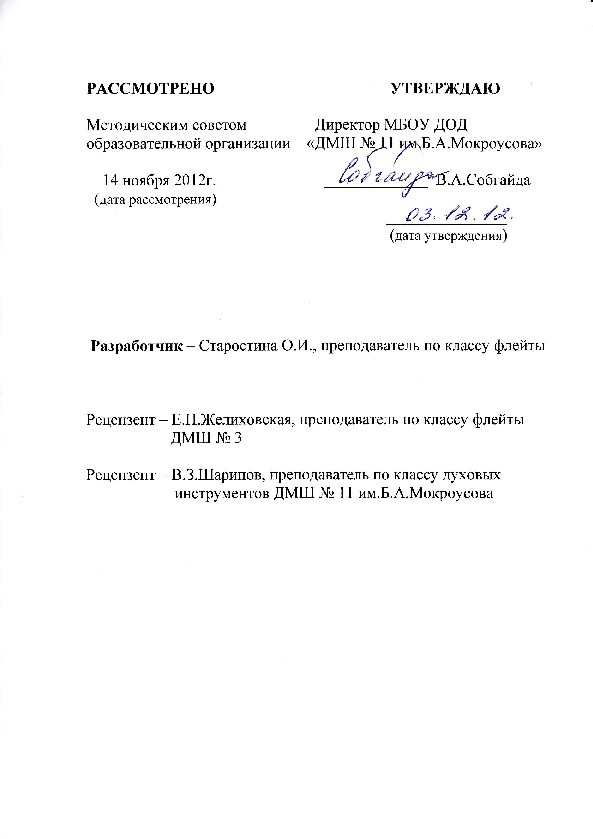 РАССМОТРЕНО УТВЕРЖДАЮ
Методическим советом Директор МБОУ ДОД
образовательной организации «ДМШ № 11 им.Б.А.Мокроусова»
14 ноября 2012г. Собгайда В.А.Собгайда
(дата рассмотрения)
03.12.12.
(дата утверждения)
Разработчик – Старостина О.И., преподаватель по классу флейты
Рецензент – Е.Н.Желиховская, преподаватель по классу флейты
ДМШ № 3
Рецензент – В.З.Шарипов, преподаватель по классу духовых
инструментов ДМШ № 11 им.Б.А.Мокроусова